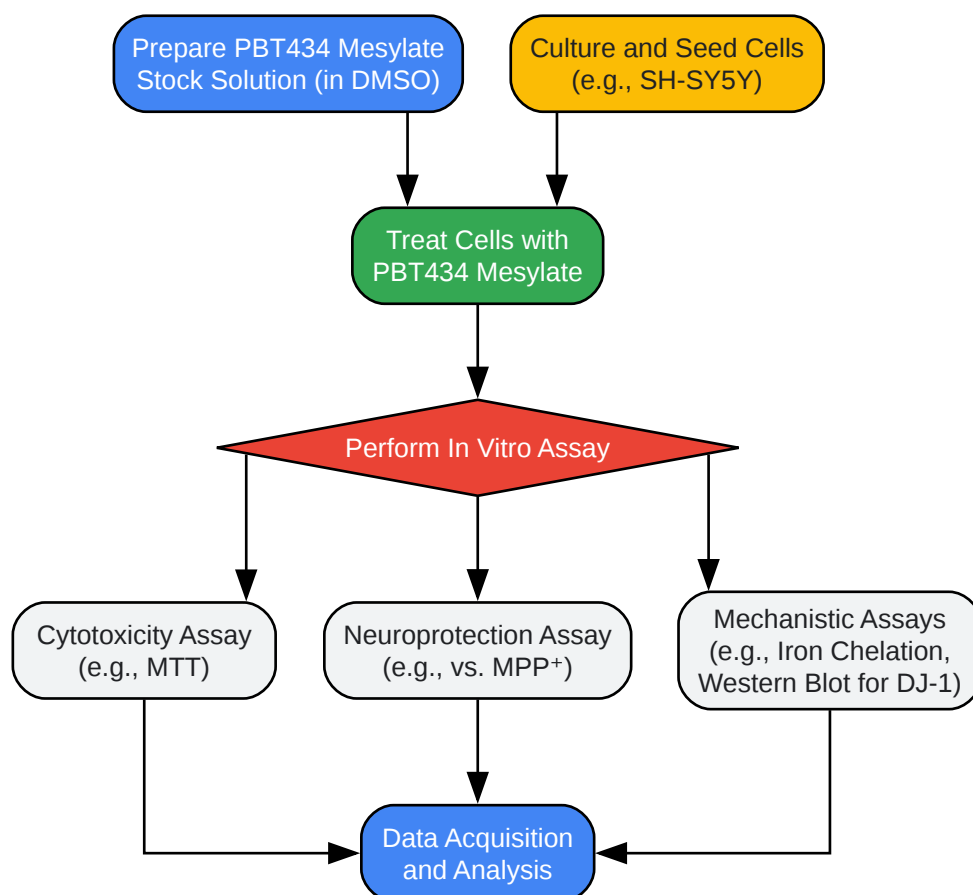 Prepare PBT434 Mesylate
Stock Solution (in DMSO)
Culture and Seed Cells
(e.g., SH-SY5Y)
Treat Cells with
PBT434 Mesylate
Perform In Vitro Assay
Cytotoxicity Assay
(e.g., MTT)
Neuroprotection Assay
(e.g., vs. MPP⁺)
Mechanistic Assays
(e.g., Iron Chelation,
Western Blot for DJ-1)
Data Acquisition
and Analysis